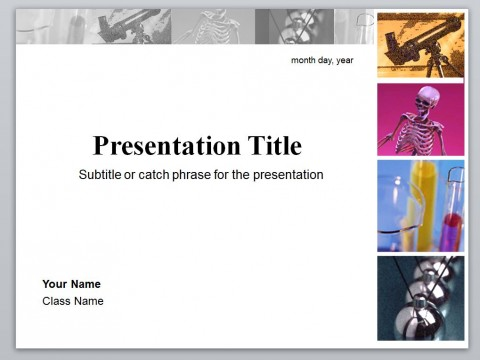 month day, year
Presentation Title
Subtitle or catch phrase for the presentation
Your Name
Class Name